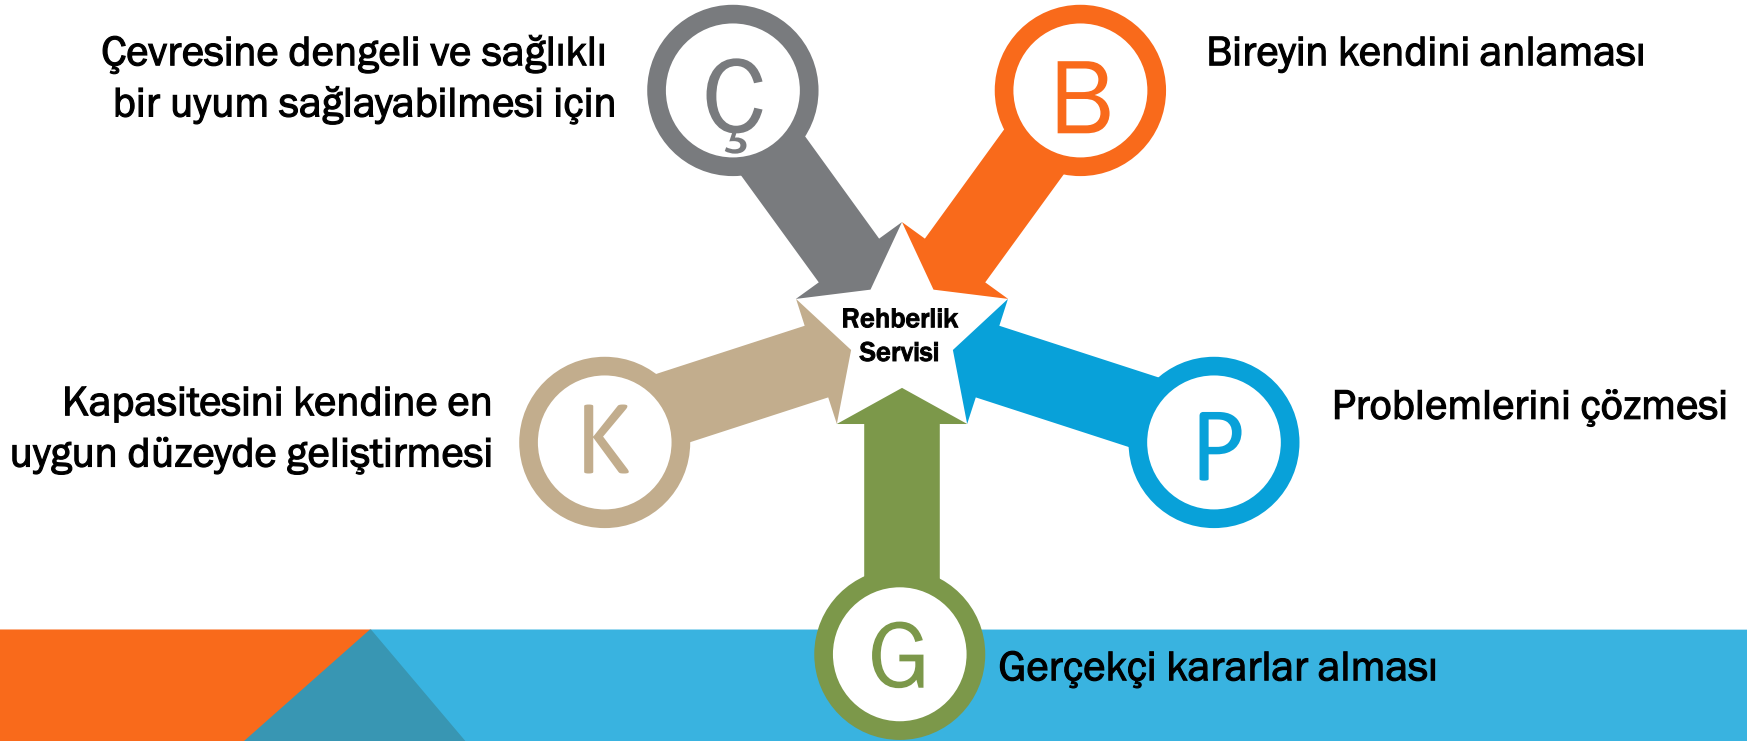 Çevresine dengeli ve sağlıklı
bir uyum sağlayabilmesi için
Ç
B
Bireyin kendini anlaması
Rehberlik
Servisi
Kapasitesini kendine en
uygun düzeyde geliştirmesi
K
P
Problemlerini çözmesi
G
Gerçekçi kararlar alması